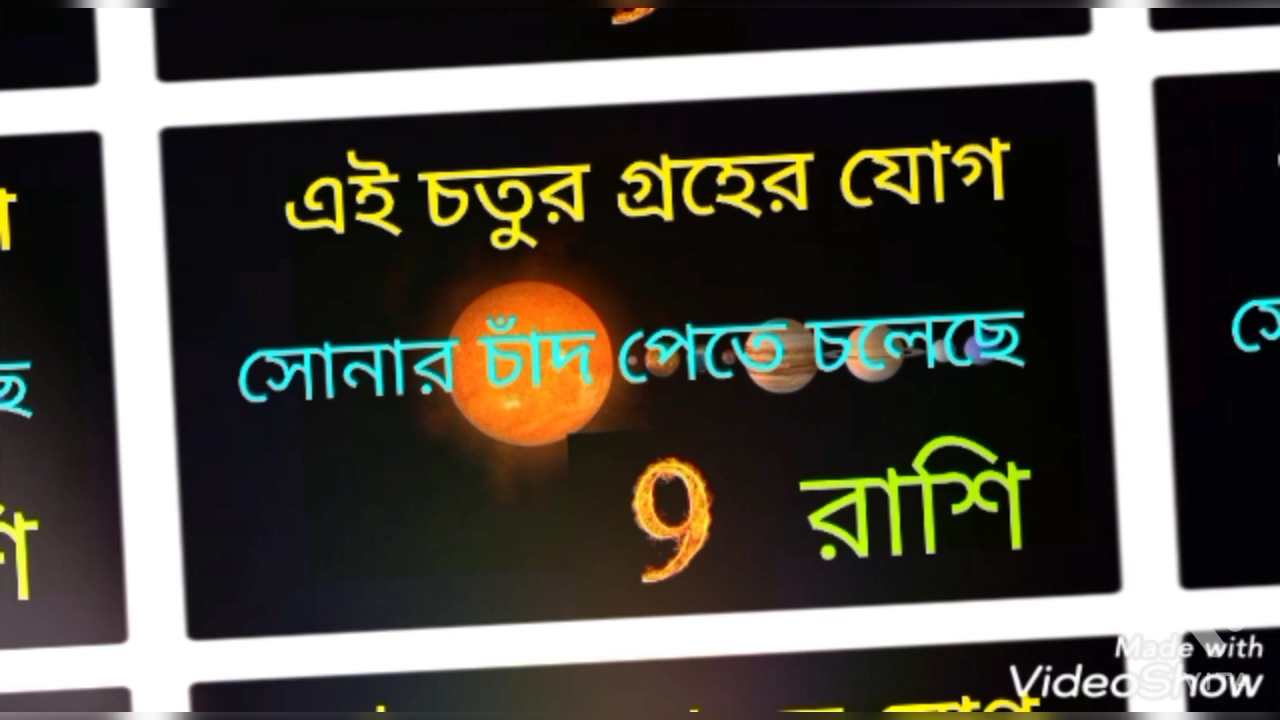 এই চতুর গ্রহের যোগ
সোনার চাঁদ পেতে চলেছে
9 রাশি
Made with
VideoShow